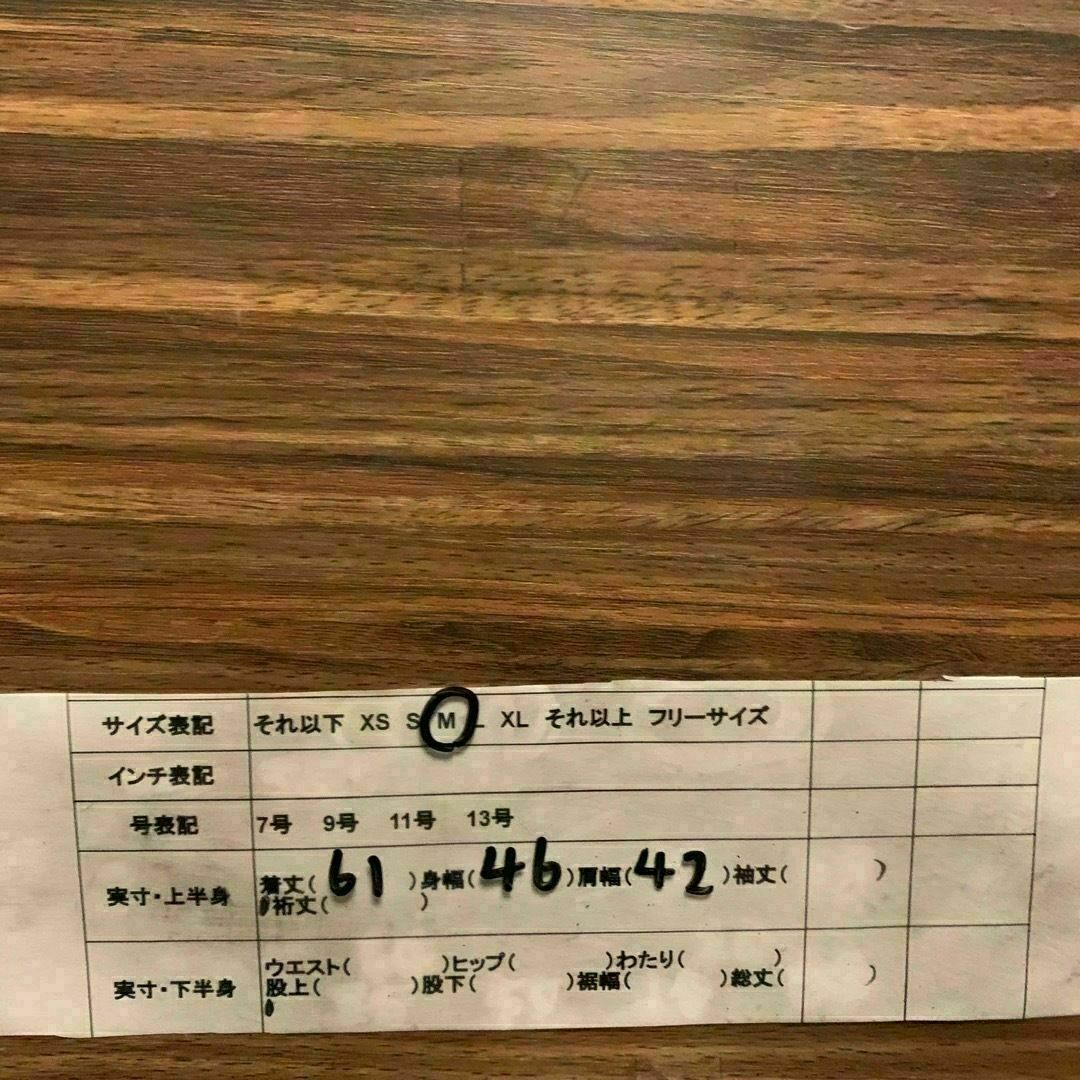 サイズ表記 それ以下 XS S M L XL それ以上 フリーサイズ
インチ表記
号表記 7号 9号 11号 13号
実寸・上半身 着丈( 61 )身幅( 46 )肩幅( 42 )袖丈( )
裄丈( )
実寸・下半身 ウエスト( )ヒップ( )わたり( )
股上( )股下( )裾幅( )総丈( )